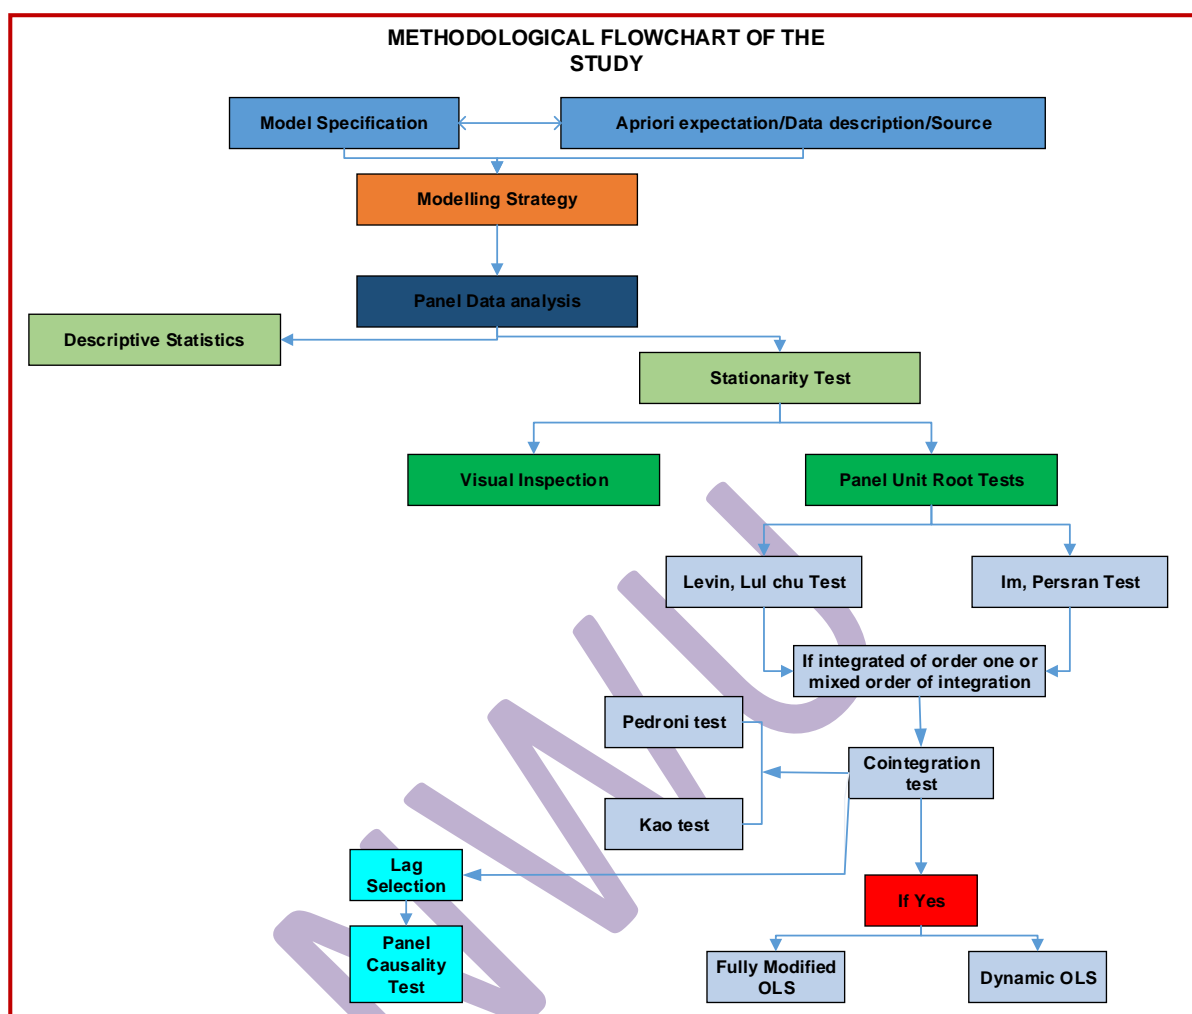 METHODOLOGICAL FLOWCHART OF THE
STUDY
Model Specification
Apriori expectation/Data description/Source
Modelling Strategy
Panel Data analysis
Descriptive Statistics
Stationarity Test
Visual Inspection
Panel Unit Root Tests
Levin, Lul chu Test
Im, Persran Test
If integrated of order one or
mixed order of integration
Pedroni test
Cointegration
test
Kao test
Lag
Selection
If Yes
Panel
Causality
Test
Fully Modified
OLS
Dynamic OLS